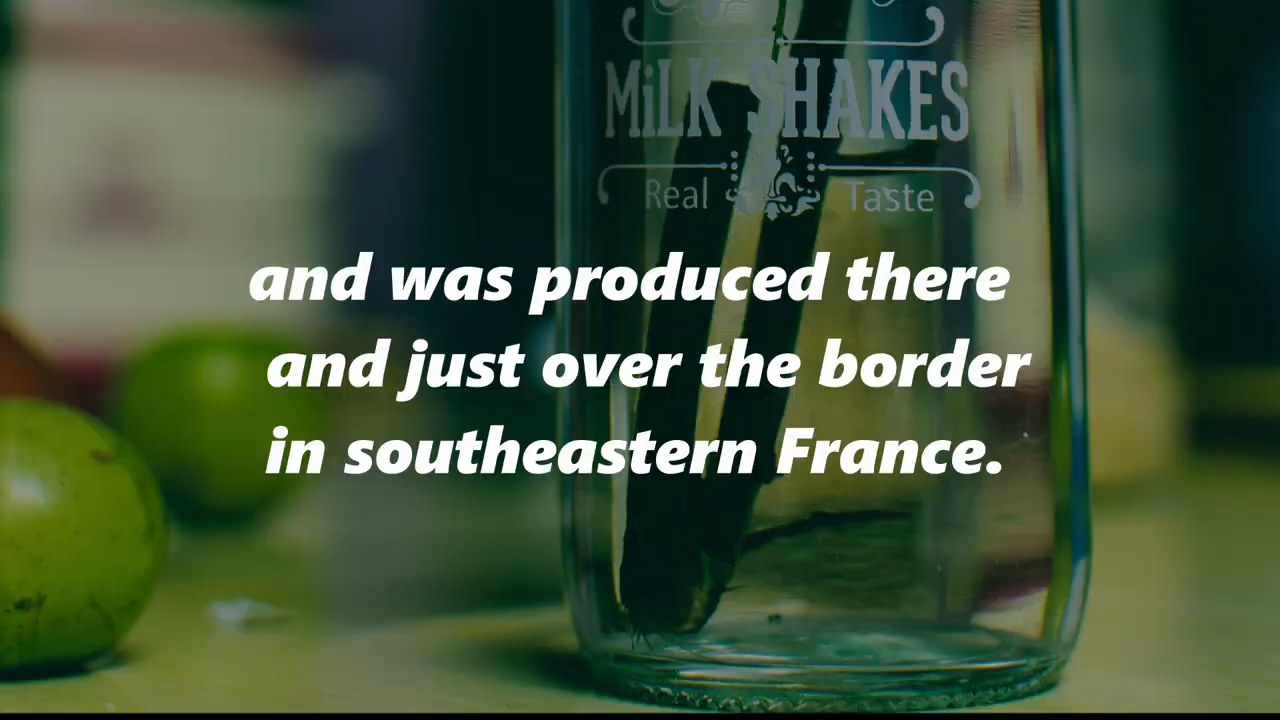 MiLK SHAKES
Real Taste
and was produced there
and just over the border
in southeastern France.